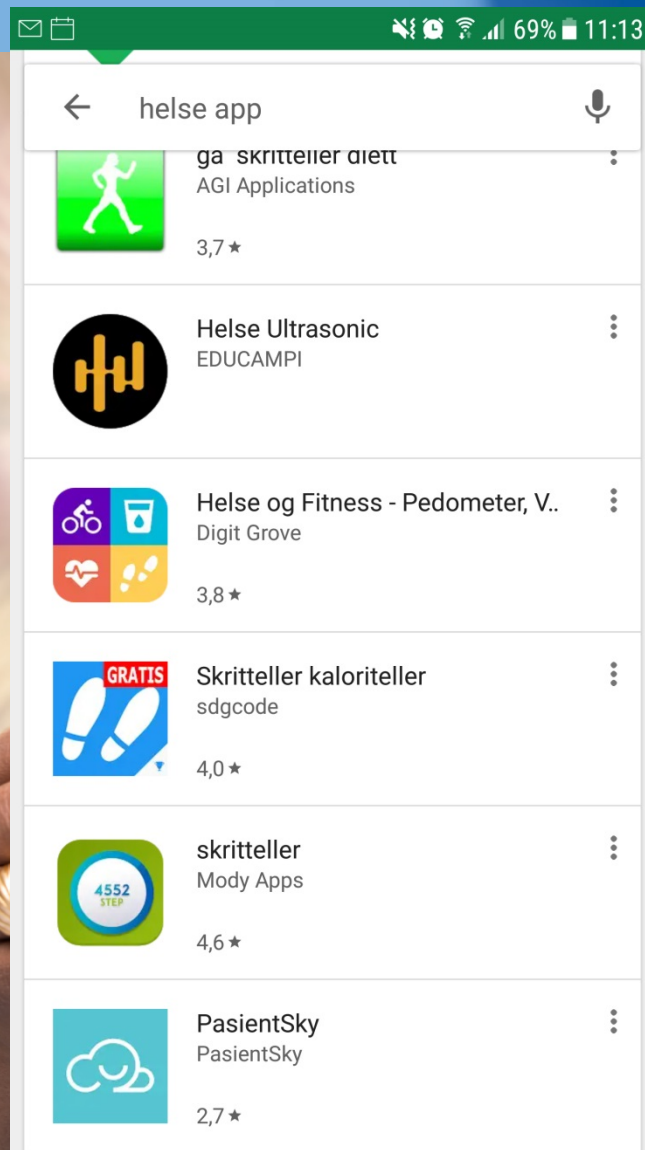 69% 11:13
helse app
gå skritteller diett
AGI Applications
3,7 ★
Helse Ultrasonic
EDUCAMPI
Helse og Fitness - Pedometer, V..
Digit Grove
3,8 ★
GRATIS
Skritteller kaloriteller
sdgcode
4,0 ★
4552
STEP
skritteller
Mody Apps
4,6 ★
PasientSky
PasientSky
2,7 ★